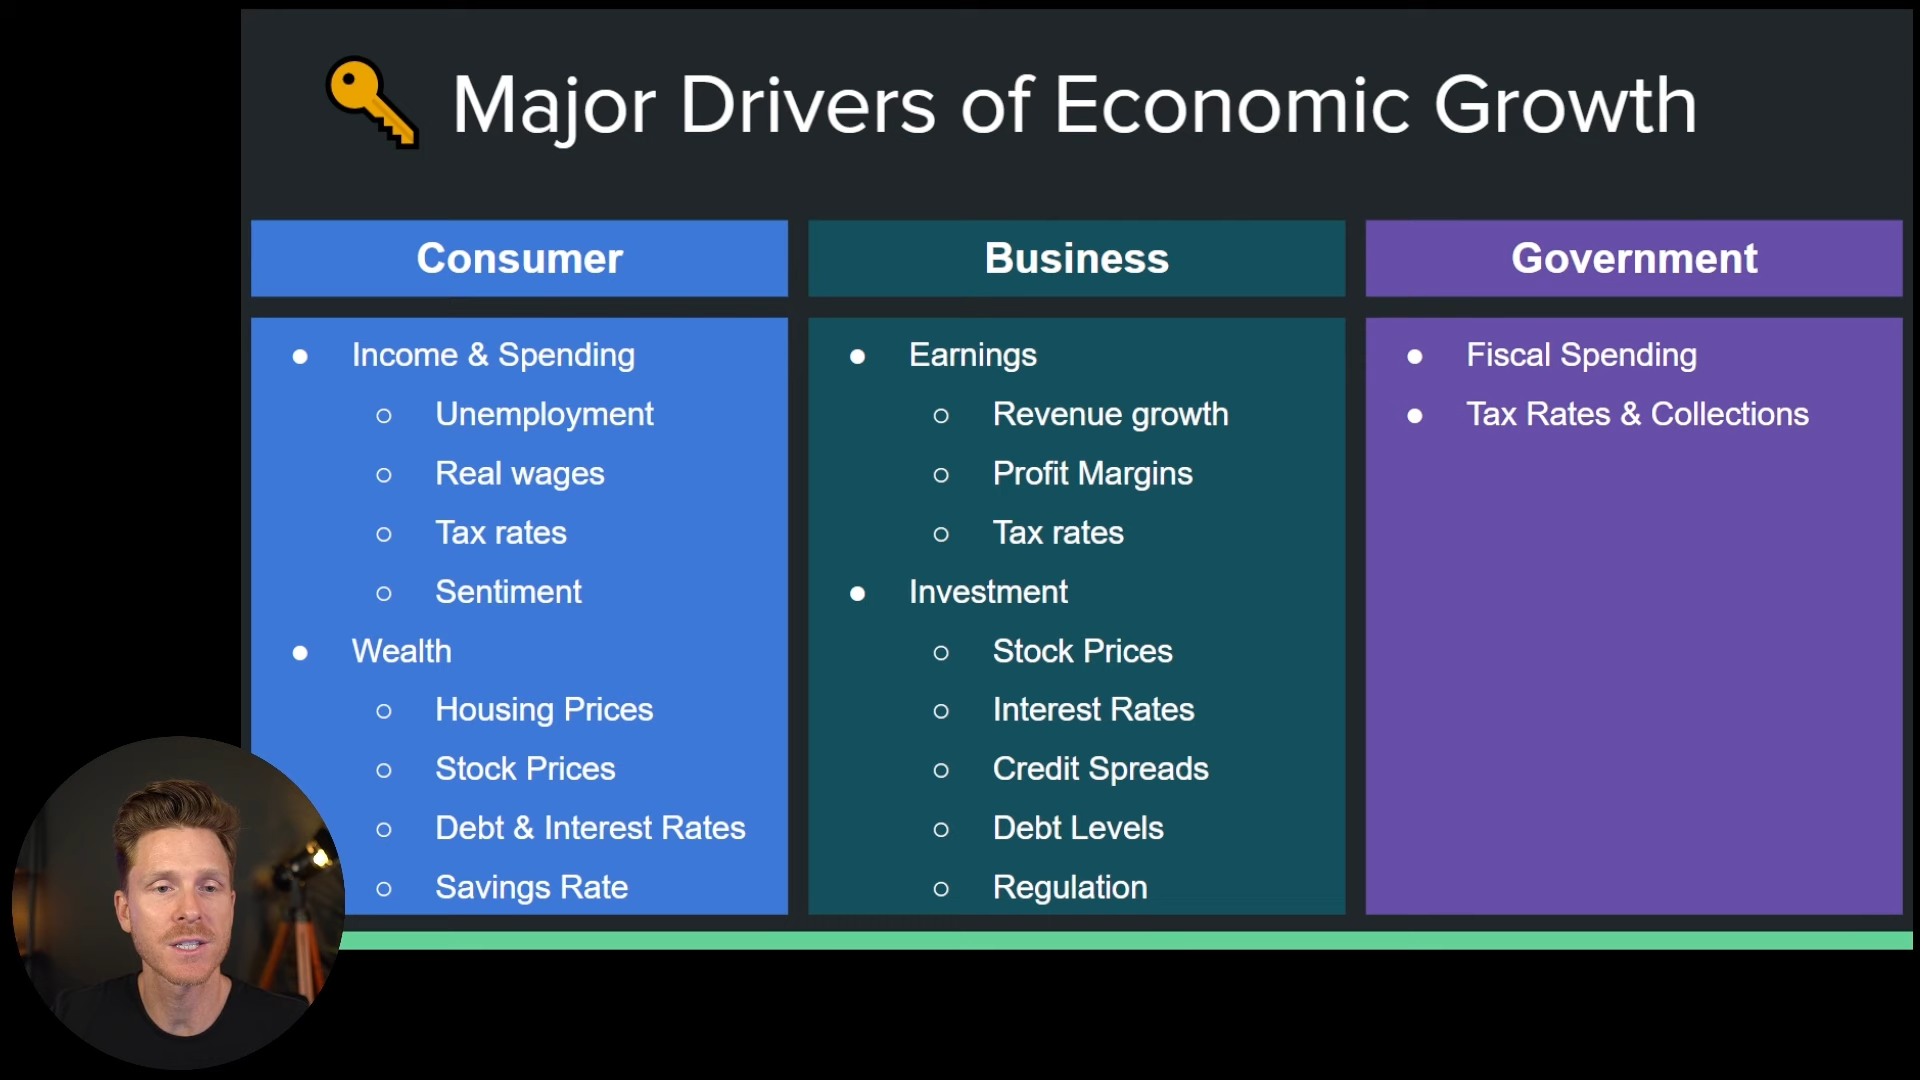 Major Drivers of Economic Growth
Consumer
Income & Spending
Unemployment
Real wages
Tax rates
Sentiment
Wealth
Housing Prices
Stock Prices
Debt & Interest Rates
Savings Rate
Business
Earnings
Revenue growth
Profit Margins
Tax rates
Investment
Stock Prices
Interest Rates
Credit Spreads
Debt Levels
Regulation
Government
Fiscal Spending
Tax Rates & Collections